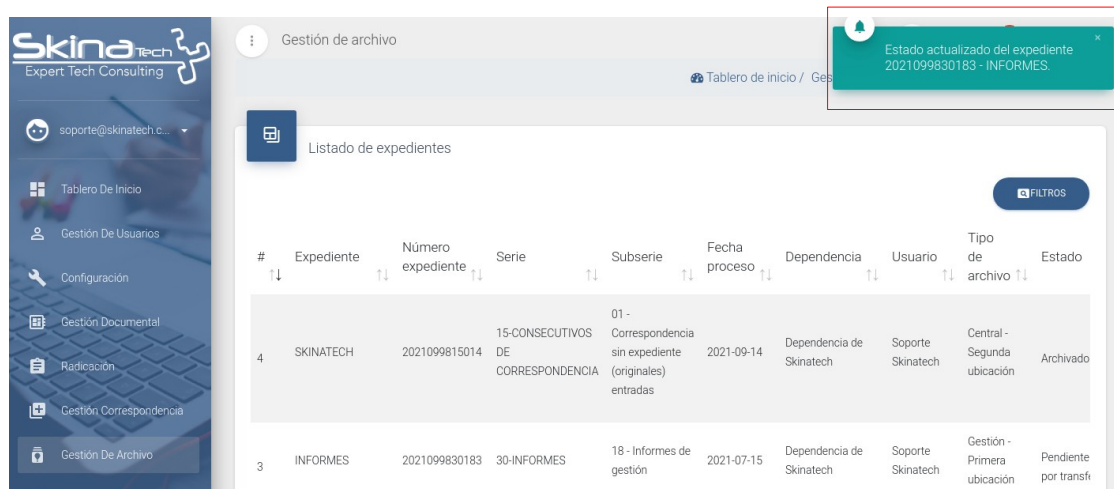 Skina Tech
Expert Tech Consulting
Gestión de archivo
Estado actualizado del expediente
2021099830183 - INFORMES.
×
Tablero de inicio / Ges
soporte@skinatech.c...
Listado de expedientes
FILTROS
Tablero De Inicio
Gestión De Usuarios
Configuración
Gestión Documental
Radicación
Gestión Correspondencia
Gestión De Archivo
# Expediente Número expediente Serie Subserie Fecha proceso Dependencia Usuario Tipo de archivo Estado
4 SKINATECH 2021099815014 15-CONSECUTIVOS DE CORRESPONDENCIA 01 - Correspondencia sin expediente (originales) entradas 2021-09-14 Dependencia de Skinatech Soporte Skinatech Central - Segunda ubicación Archivado
3 INFORMES 2021099830183 30-INFORMES 18 - Informes de gestión 2021-07-15 Dependencia de Skinatech Soporte Skinatech Gestión - Primera ubicación Pendiente por transfe